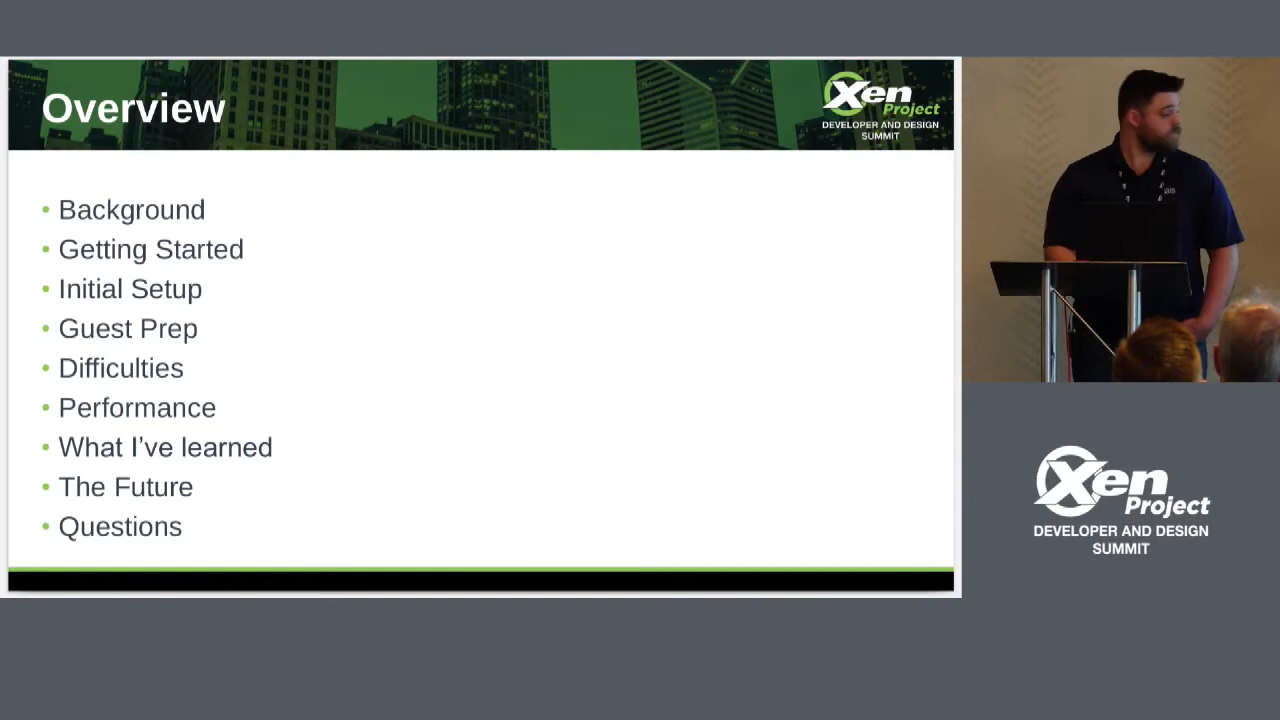 Overview
Xen
Project
DEVELOPER AND DESIGN
SUMMIT
• Background
• Getting Started
• Initial Setup
• Guest Prep
• Difficulties
• Performance
• What I’ve learned
• The Future
• Questions
Xen
Project
DEVELOPER AND DESIGN
SUMMIT